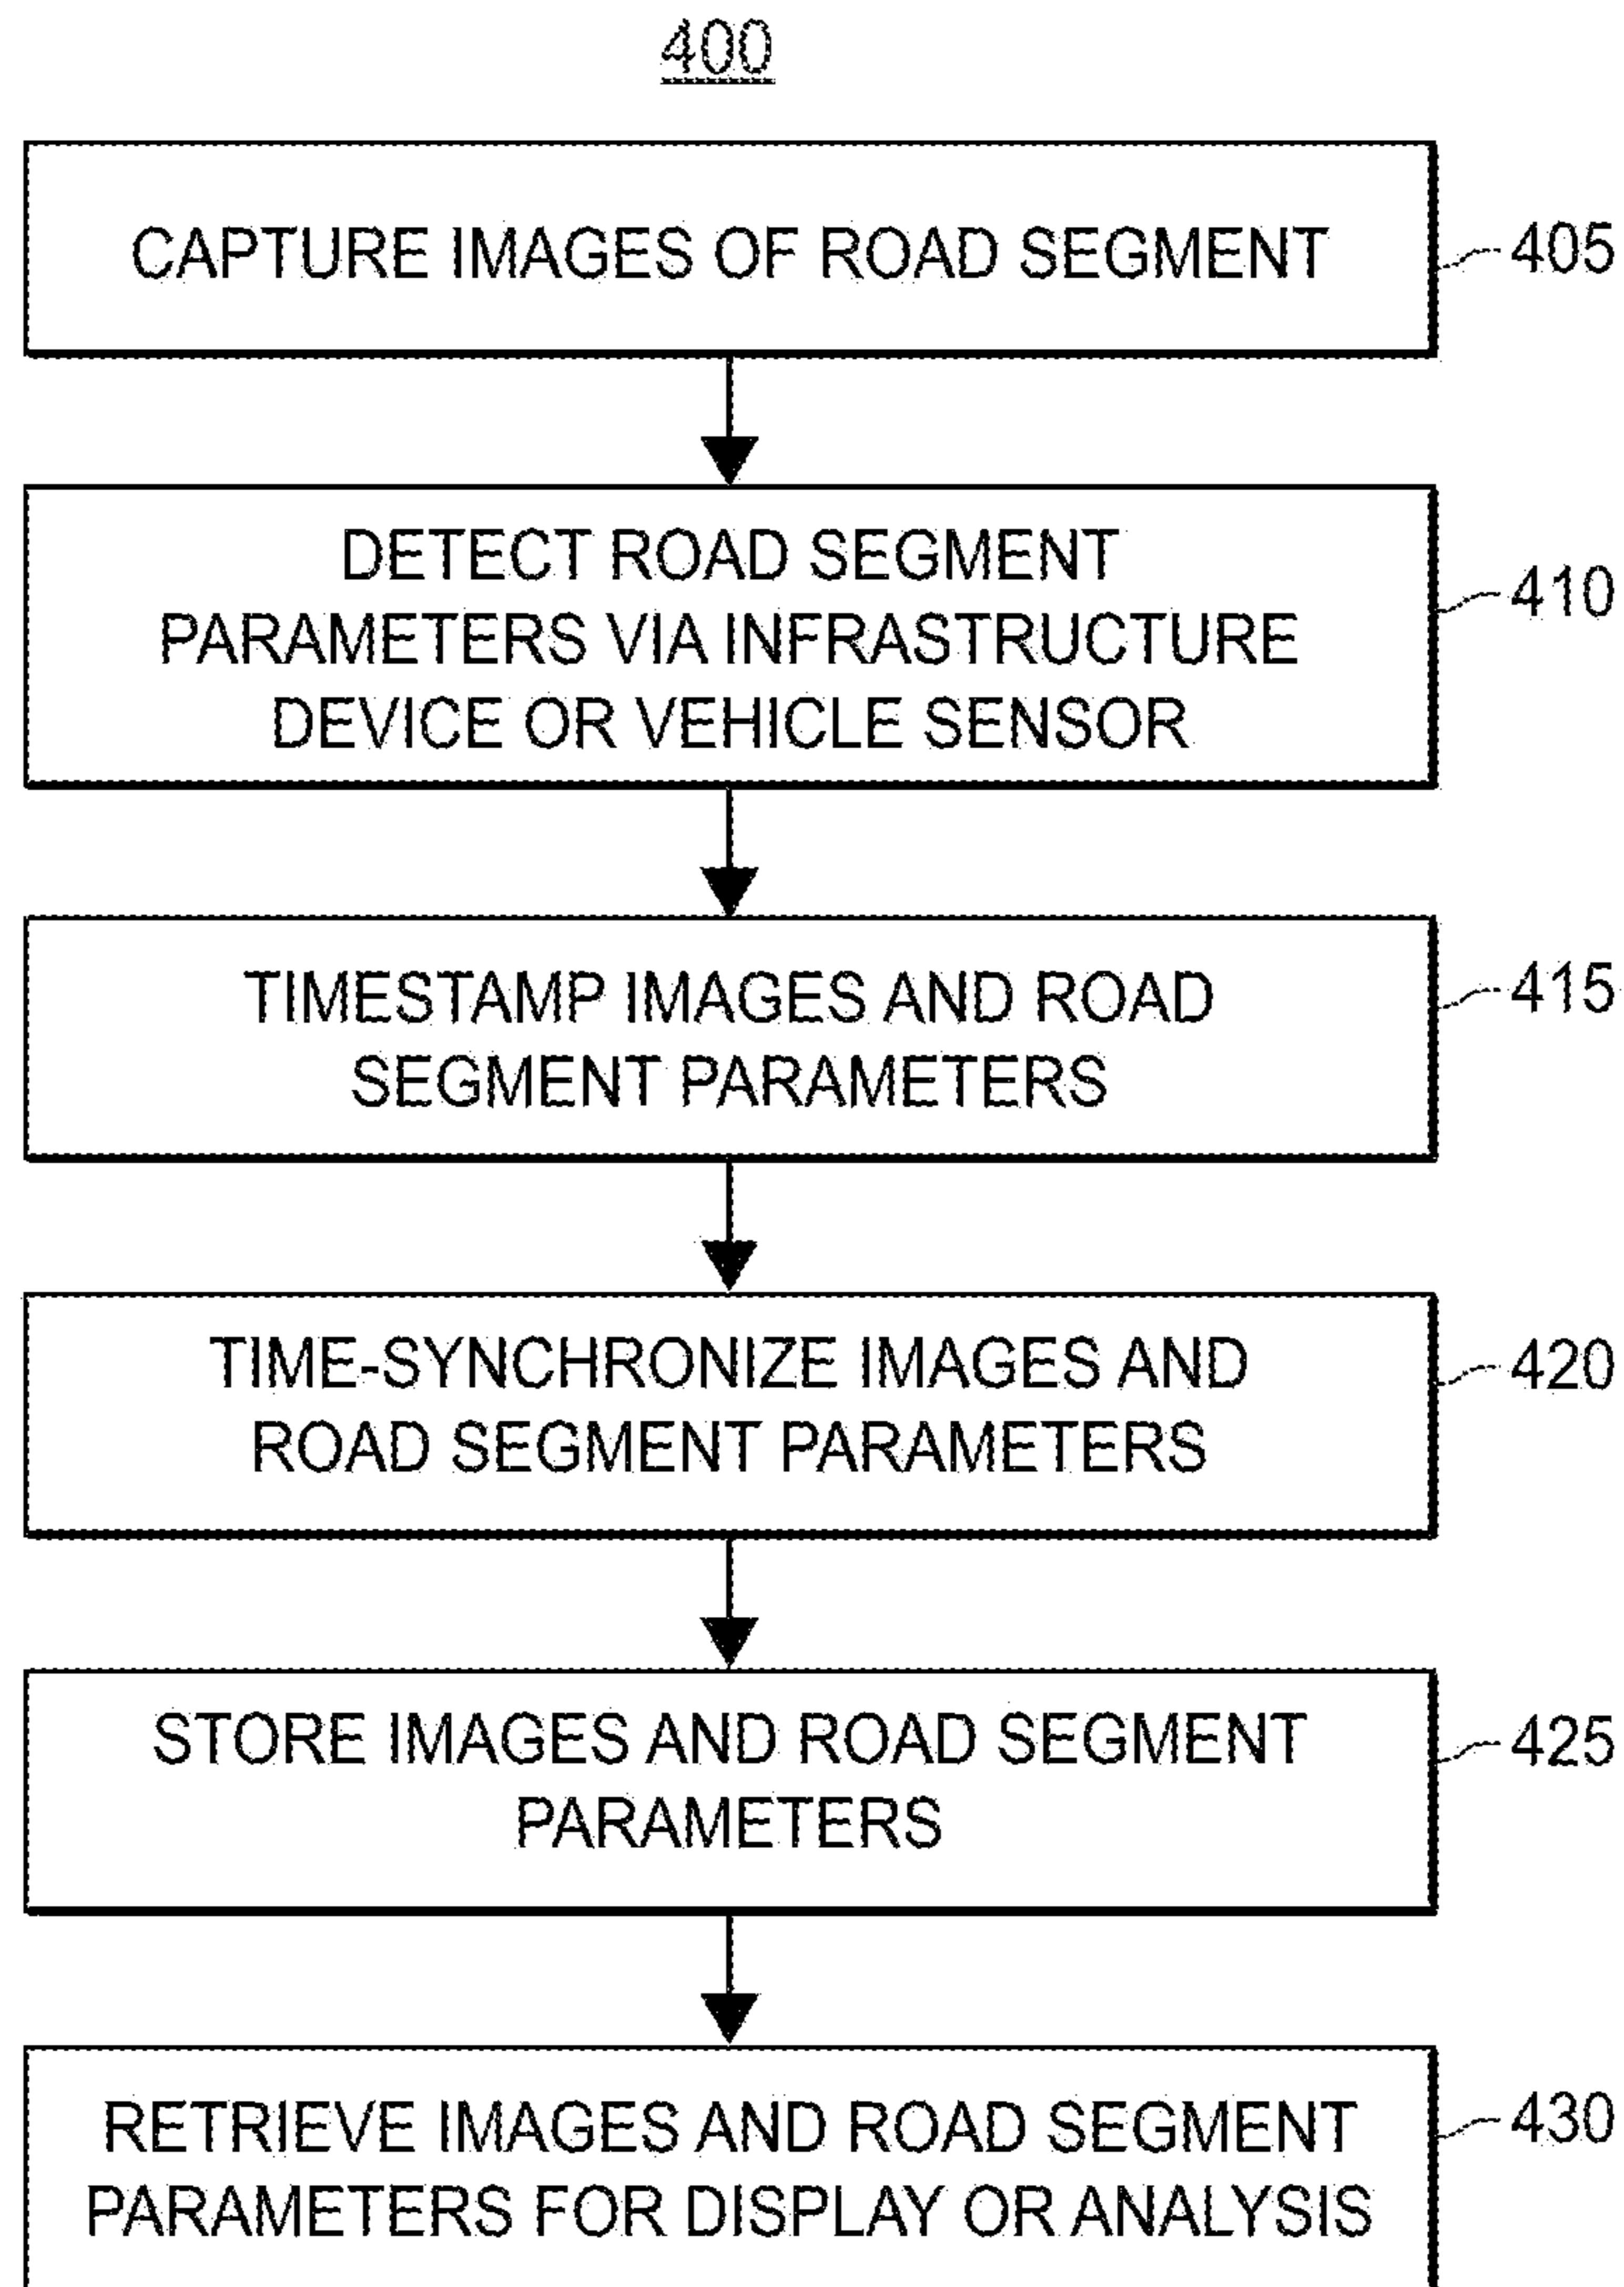 400
CAPTURE IMAGES OF ROAD SEGMENT
405
DETECT ROAD SEGMENT
PARAMETERS VIA INFRASTRUCTURE
DEVICE OR VEHICLE SENSOR
410
TIMESTAMP IMAGES AND ROAD
SEGMENT PARAMETERS
415
TIME-SYNCHRONIZE IMAGES AND
ROAD SEGMENT PARAMETERS
420
STORE IMAGES AND ROAD SEGMENT
PARAMETERS
425
RETRIEVE IMAGES AND ROAD SEGMENT
PARAMETERS FOR DISPLAY OR ANALYSIS
430